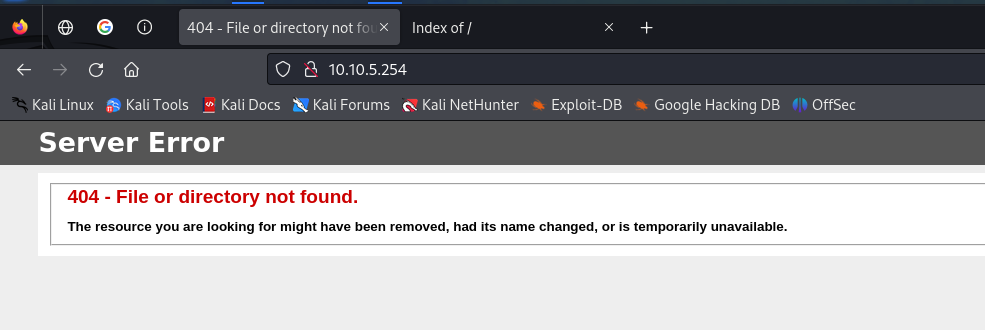 404 - File or directory not fou
Index of /
10.10.5.254
Kali Linux Kali Tools Kali Docs Kali Forums Kali NetHunter Exploit-DB Google Hacking DB OffSec
Server Error
404 - File or directory not found.
The resource you are looking for might have been removed, had its name changed, or is temporarily unavailable.